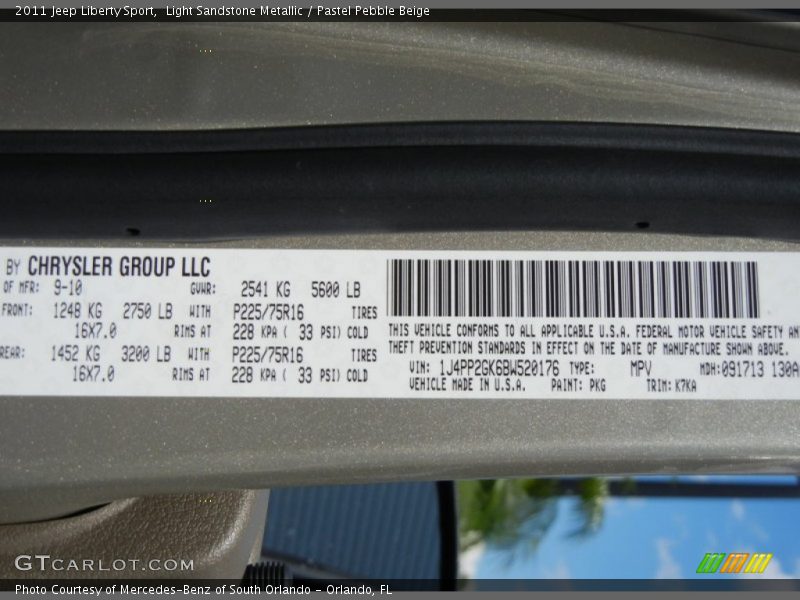 2011 Jeep Liberty Sport,  Light Sandstone Metallic / Pastel Pebble Beige
BY CHRYSLER GROUP LLC
OF MFR: 9-10 GVWR: 2541 KG 5600 LB
FRONT: 1248 KG 2750 LB WITH P225/75R16 TIRES
16X7.0 RIMS AT 228 KPA ( 33 PSI) COLD
REAR: 1452 KG 3200 LB WITH P225/75R16 TIRES
16X7.0 RIMS AT 228 KPA ( 33 PSI) COLD
THIS VEHICLE CONFORMS TO ALL APPLICABLE U.S.A. FEDERAL MOTOR VEHICLE SAFETY AN
THEFT PREVENTION STANDARDS IN EFFECT ON THE DATE OF MANUFACTURE SHOWN ABOVE.
VIN: 1J4PP2GK6BW520176 TYPE: MPV MDH:091713 130A
VEHICLE MADE IN U.S.A. PAINT: PKG TRIM: K7KA
GTCARLOT.COM
Photo Courtesy of Mercedes-Benz of South Orlando - Orlando, FL